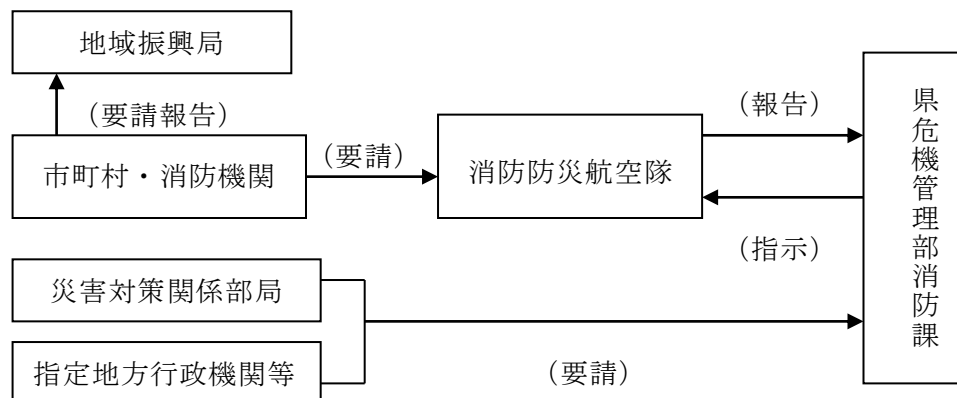 地域振興局
（要請報告）
市町村・消防機関
（要請）
消防防災航空隊
（報告）
（指示）
県危機管理部消防課
災害対策関係部局
指定地方行政機関等
（要請）